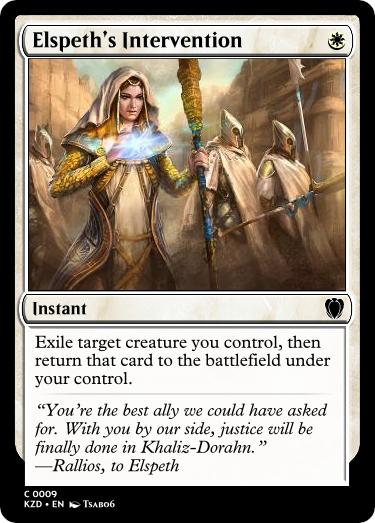 Elspeth's Intervention
Instant
Exile target creature you control, then
return that card to the battlefield under
your control.
“You're the best ally we could have asked
for. With you by our side, justice will be
finally done in Khaliz-Dorahn.”
—Rallios, to Elspeth
C 0009
KZD • EN Tsabo6